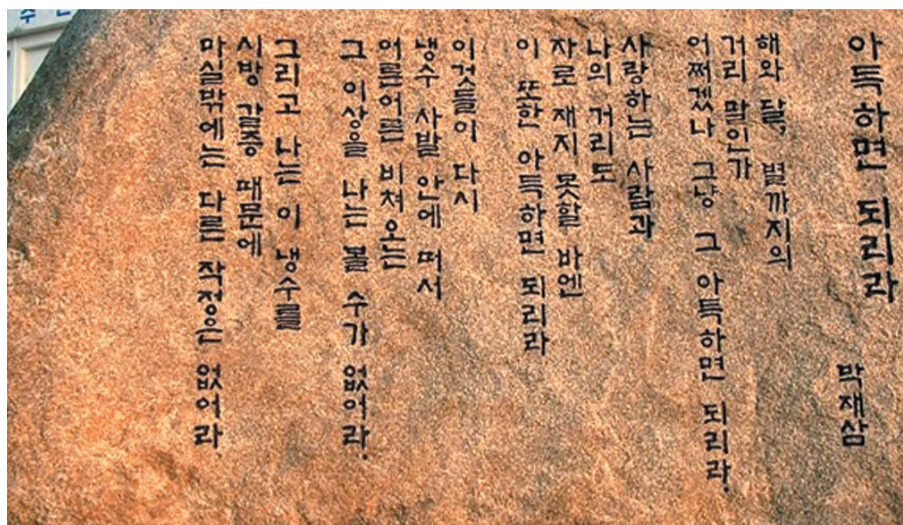 아득하면 되리라
박재삼
해와 달, 별까지의
거리 말인가
어쩌겠나 그냥 그 아득하면 되리라.
사랑하는 사람과
나의 거리도
자로 재지 못할 바엔
이 또한 아득하면 되리라
이것들이 다시
냉수 사발 안에 떠서
어른어른 비쳐오는
그 이상을 나는 볼 수가 없어라.
그리고 나는 이 냉수를
시방 갈증 때문에
마실밖에는 다른 작정은 없어라.